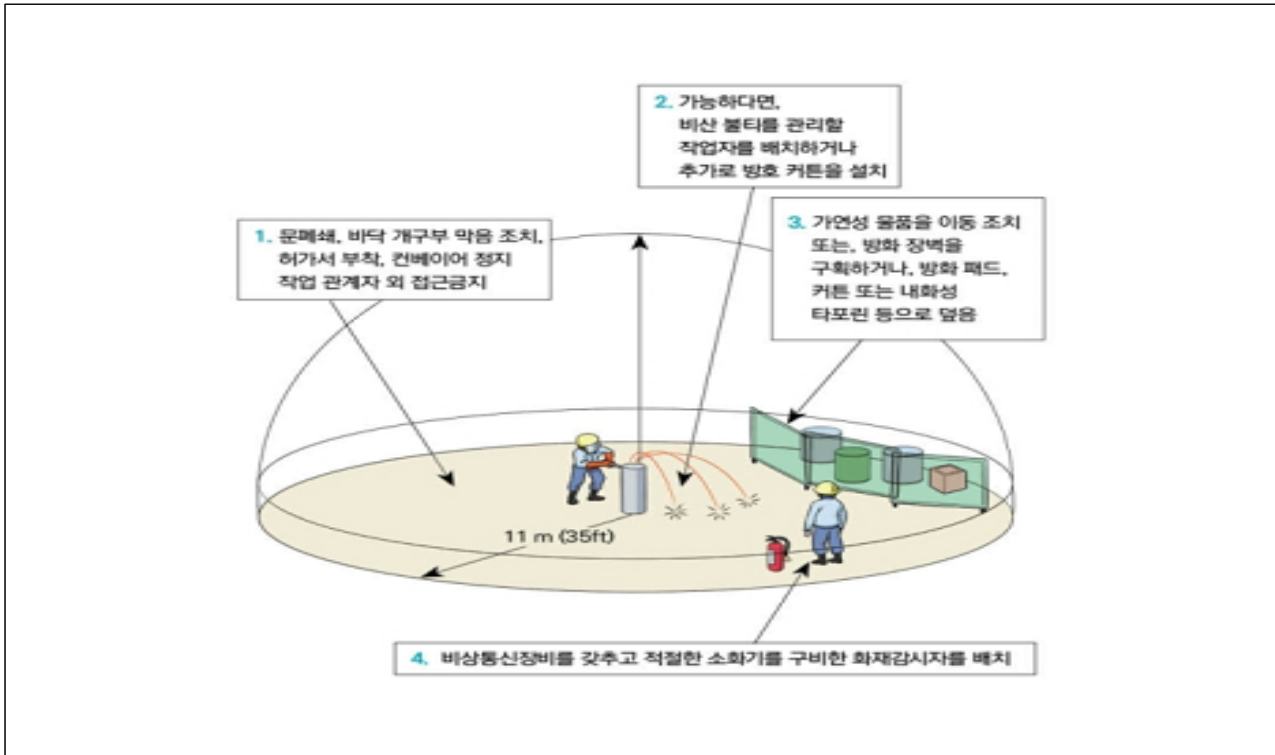 2. 가능하다면,
비산 불티를 관리할
작업자를 배치하거나
추가로 방호 커튼을 설치
1. 문폐쇄, 바닥 개구부 막음 조치,
허가서 부착, 컨베이어 정지
작업 관계자 외 접근금지
3. 가연성 물품을 이동 조치
또는, 방화 장벽을
구획하거나, 방화 패드,
커튼 또는 내화성
타포린 등으로 덮음
11 m (35ft)
4. 비상통신장비를 갖추고 적절한 소화기를 구비한 화재감시자를 배치